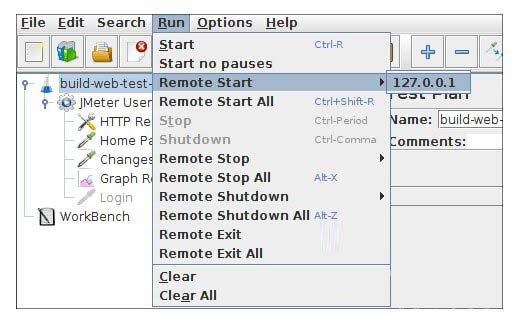 File Edit Search Run Options Help
Start Ctrl-R
Start no pauses
Remote Start 127.0.0.1
Remote Start All Ctrl+Shift-R
Stop Ctrl-Period
Shutdown Ctrl-Comma
Remote Stop
Remote Stop All Alt-X
Remote Shutdown
Remote Shutdown All Alt-Z
Remote Exit
Remote Exit All
Clear
Clear All
build-web-test-
JMeter User
HTTP Re
Home Pa
Changes
Graph Re
Login
WorkBench
Test Plan
Name: build-web-
Comments: